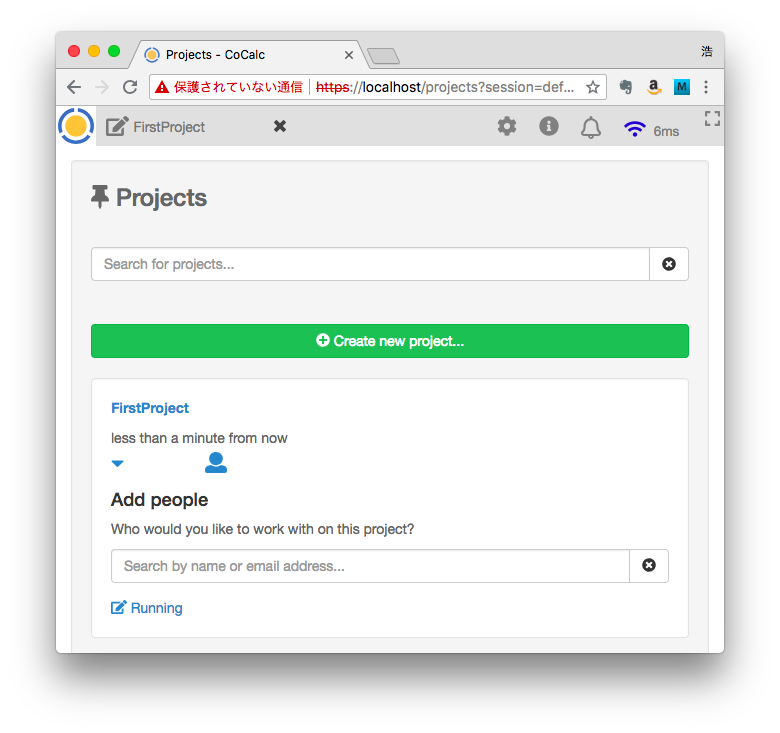 Projects - CoCalc
浩
保護されていない通信 https://localhost/projects?session=def...
a
M
FirstProject
6ms
Projects
Search for projects...
Create new project...
FirstProject
less than a minute from now
Add people
Who would you like to work with on this project?
Search by name or email address...
Running